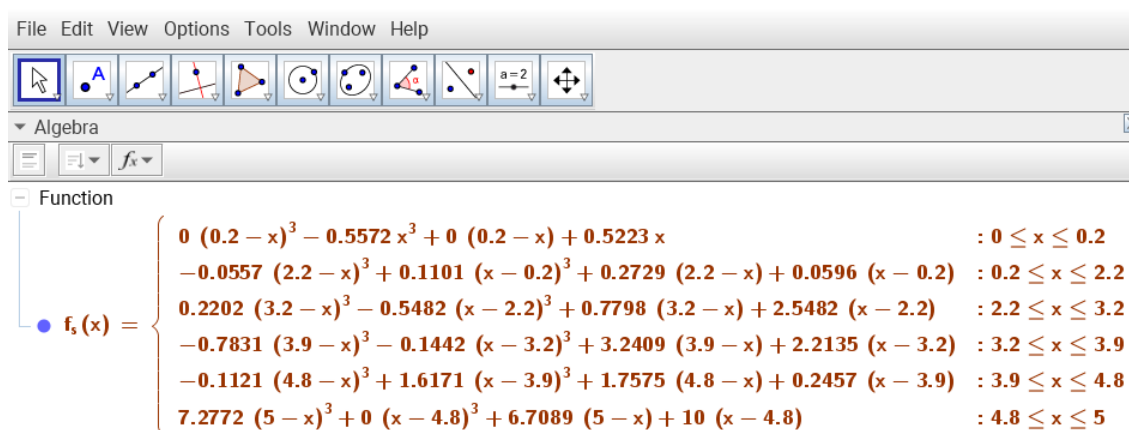 File Edit View Options Tools Window Help
A α a=2
Algebra
fx
Function
fₛ(x) =
0 (0.2 − x)³ − 0.5572 x³ + 0 (0.2 − x) + 0.5223 x : 0 ≤ x ≤ 0.2
−0.0557 (2.2 − x)³ + 0.1101 (x − 0.2)³ + 0.2729 (2.2 − x) + 0.0596 (x − 0.2) : 0.2 ≤ x ≤ 2.2
0.2202 (3.2 − x)³ − 0.5482 (x − 2.2)³ + 0.7798 (3.2 − x) + 2.5482 (x − 2.2) : 2.2 ≤ x ≤ 3.2
−0.7831 (3.9 − x)³ − 0.1442 (x − 3.2)³ + 3.2409 (3.9 − x) + 2.2135 (x − 3.2) : 3.2 ≤ x ≤ 3.9
−0.1121 (4.8 − x)³ + 1.6171 (x − 3.9)³ + 1.7575 (4.8 − x) + 0.2457 (x − 3.9) : 3.9 ≤ x ≤ 4.8
7.2772 (5 − x)³ + 0 (x − 4.8)³ + 6.7089 (5 − x) + 10 (x − 4.8) : 4.8 ≤ x ≤ 5